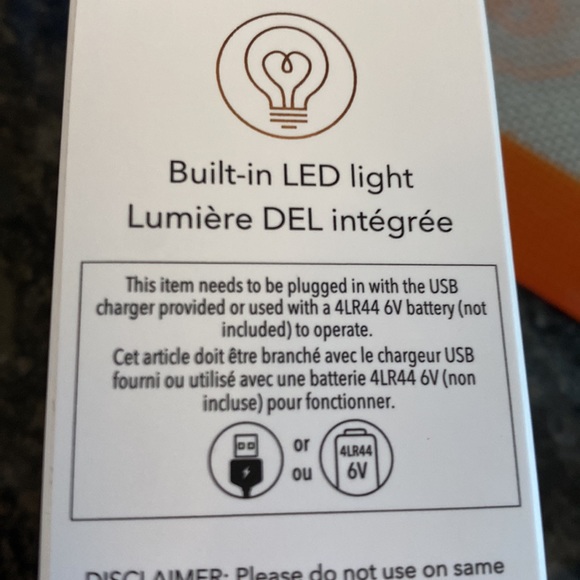 Built-in LED light
Lumière DEL intégrée
This item needs to be plugged in with the USB
charger provided or used with a 4LR44 6V battery (not
included) to operate.
Cet article doit être branché avec le chargeur USB
fourni ou utilisé avec une batterie 4LR44 6V (non
incluse) pour fonctionner.
or
ou
4LR44
6V
DISCLAIMER: Please do not use on same